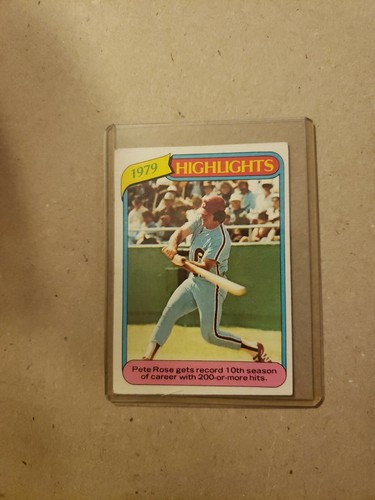 1979
HIGHLIGHTS
Pete Rose gets record 10th season
of career with 200-or-more hits.